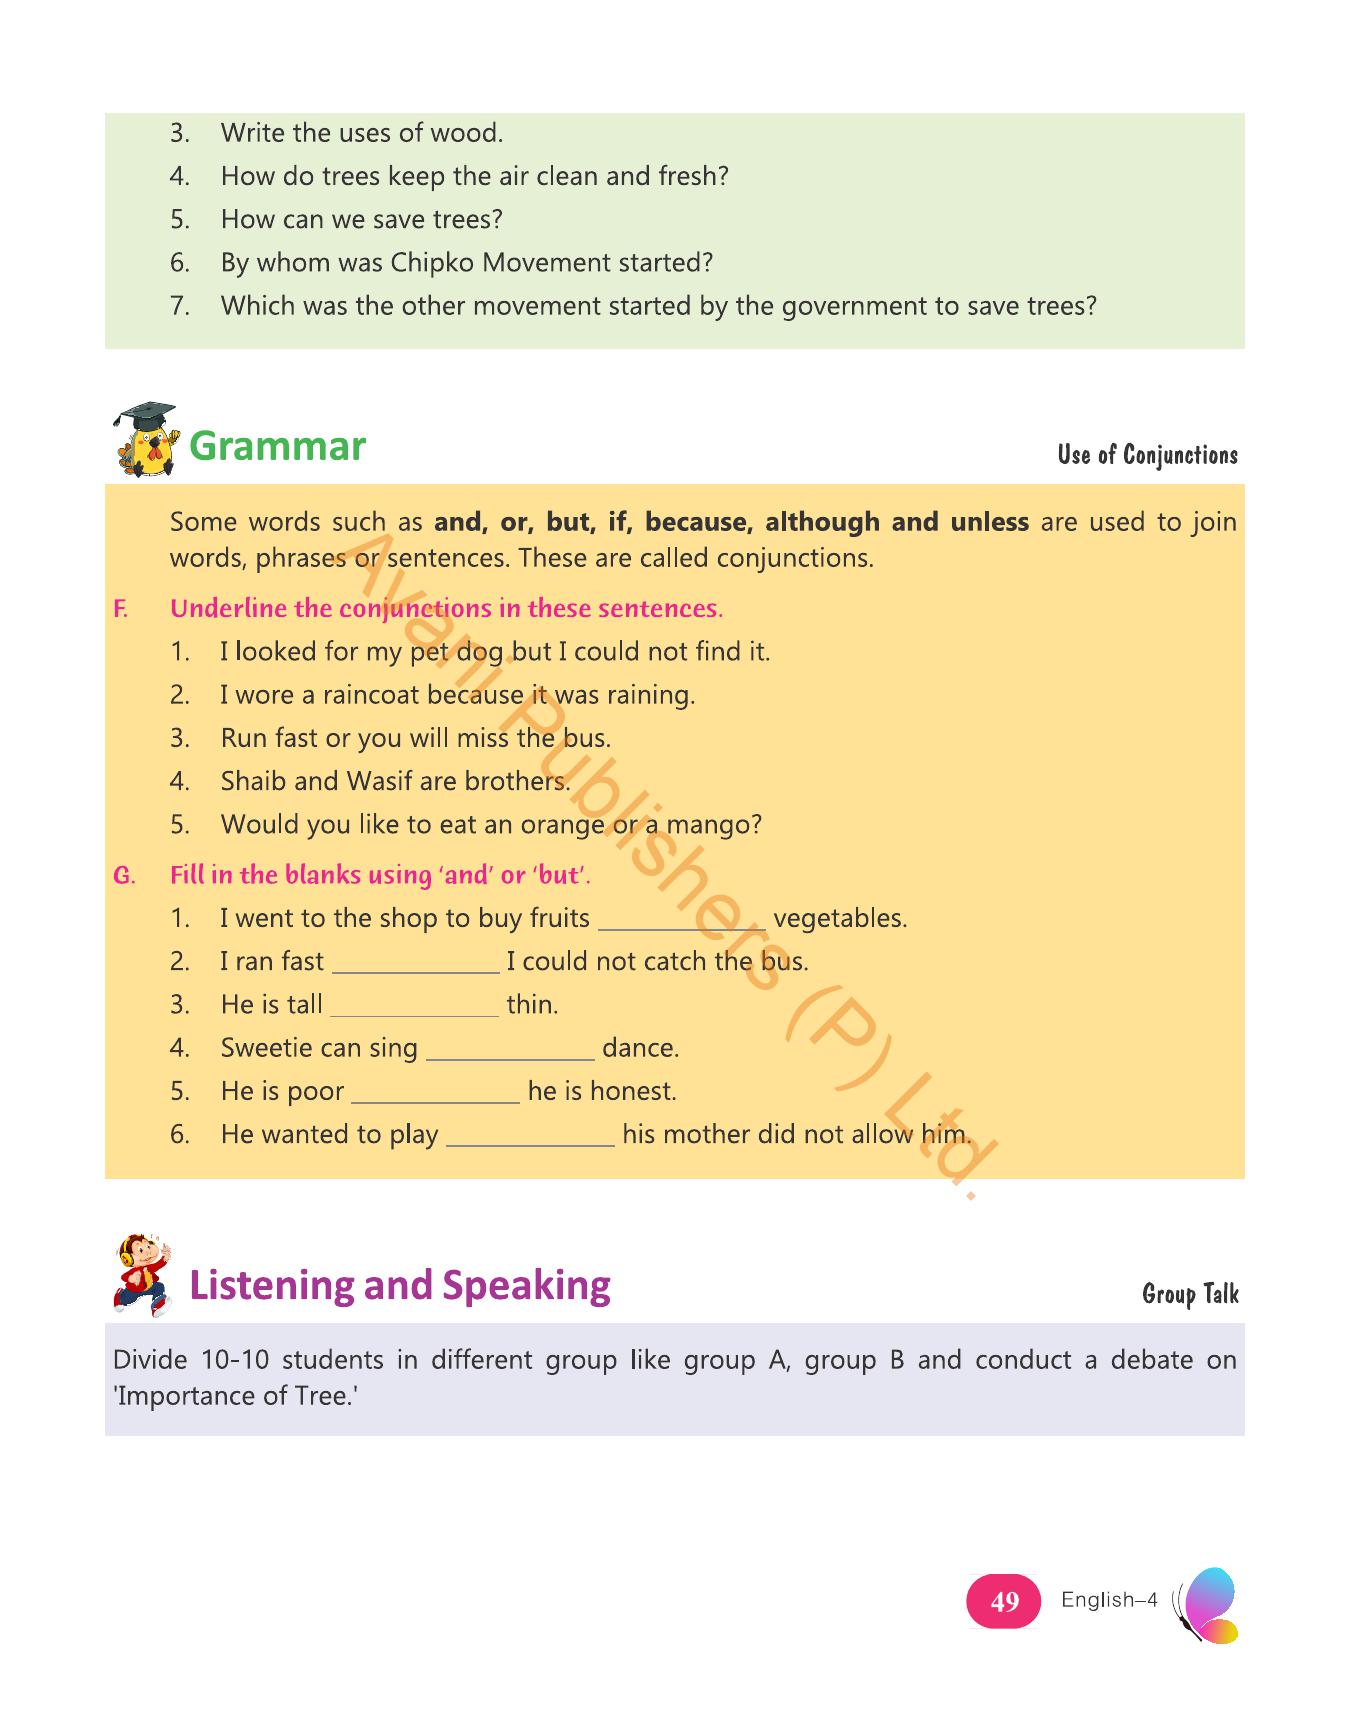 3. Write the uses of wood.
4. How do trees keep the air clean and fresh?
5. How can we save trees?
6. By whom was Chipko Movement started?
7. Which was the other movement started by the government to save trees?
Grammar
Use of Conjunctions
Some words such as and, or, but, if, because, although and unless are used to join
words, phrases or sentences. These are called conjunctions.
F. Underline the conjunctions in these sentences.
1. I looked for my pet dog but I could not find it.
2. I wore a raincoat because it was raining.
3. Run fast or you will miss the bus.
4. Shaib and Wasif are brothers.
5. Would you like to eat an orange or a mango?
G. Fill in the blanks using ‘and’ or ‘but’.
1. I went to the shop to buy fruits ____________ vegetables.
2. I ran fast ____________ I could not catch the bus.
3. He is tall ____________ thin.
4. Sweetie can sing ____________ dance.
5. He is poor ____________ he is honest.
6. He wanted to play ____________ his mother did not allow him.
Avani Publishers (P) Ltd.
Listening and Speaking
Group Talk
Divide 10-10 students in different group like group A, group B and conduct a debate on
'Importance of Tree.'
49 English–4